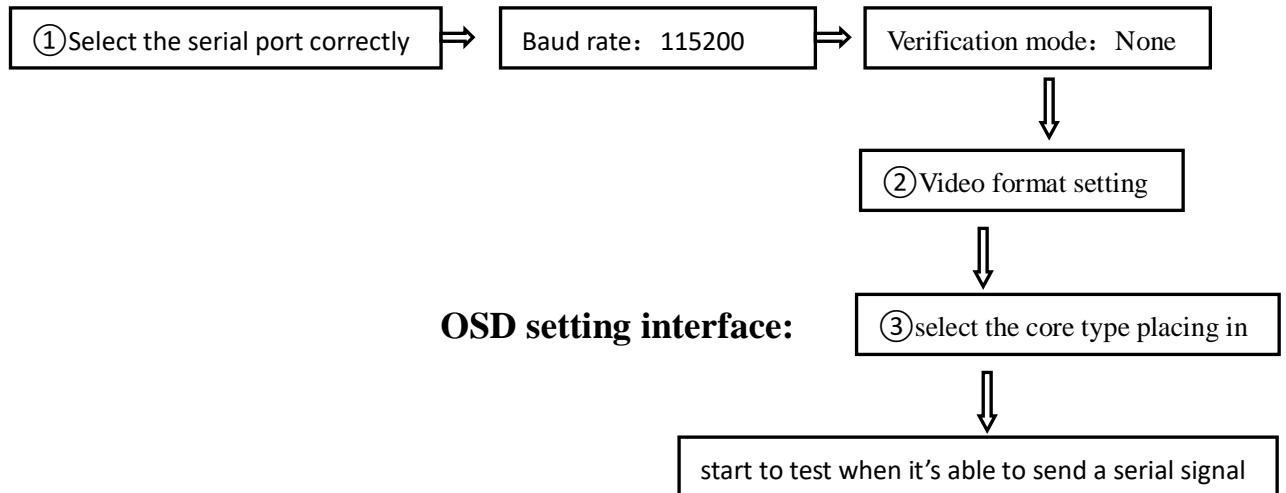 ①Select the serial port correctly
Baud rate：115200
Verification mode：None
②Video format setting
OSD setting interface:
③select the core type placing in
start to test when it’s able to send a serial signal